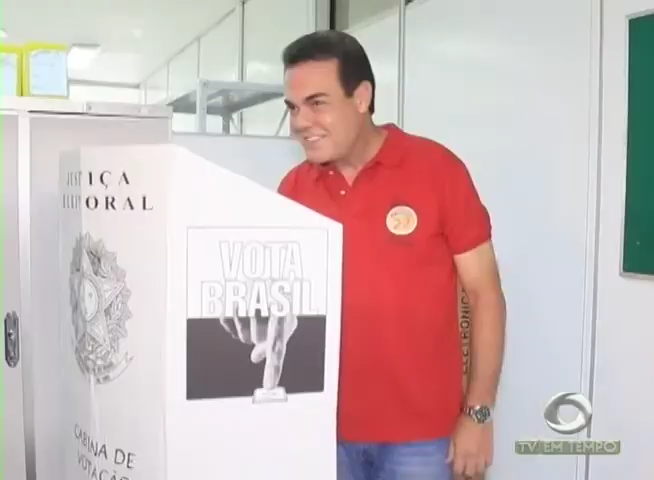 JUSTIÇA
ELEITORAL
VOTA
BRASIL
CABINA DE
VOTAÇÃO
TV EM TEMPO